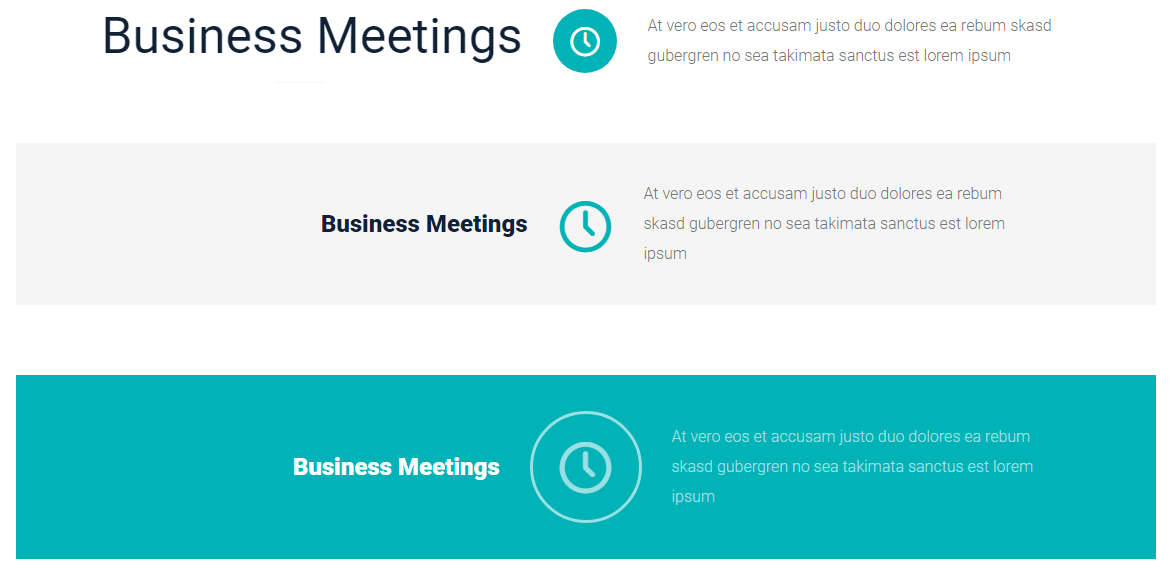 Business Meetings
At vero eos et accusam justo duo dolores ea rebum skasd
gubergren no sea takimata sanctus est lorem ipsum
Business Meetings
At vero eos et accusam justo duo dolores ea rebum
skasd gubergren no sea takimata sanctus est lorem
ipsum
Business Meetings
At vero eos et accusam justo duo dolores ea rebum
skasd gubergren no sea takimata sanctus est lorem
ipsum